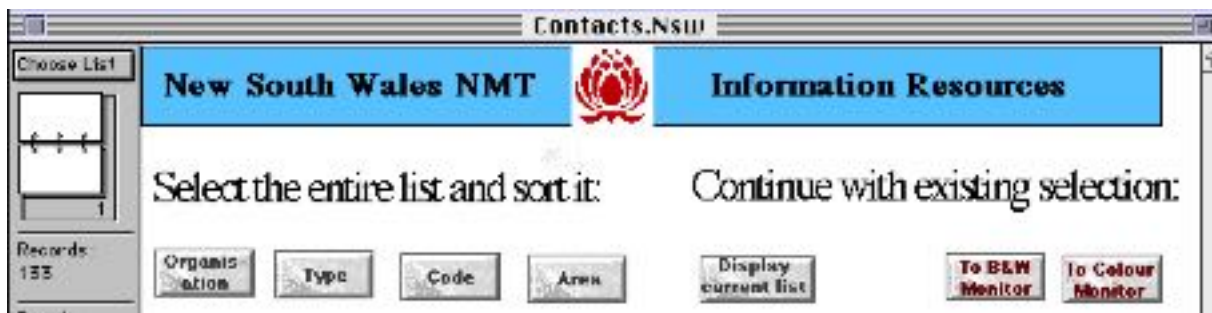 Contacts.Nsw
Choose List
New South Wales NMT
Information Resources
Select the entire list and sort it:
Continue with existing selection:
1
Records
133
Organis-
ation
Type
Code
Area
Display
current list
To B&W
Monitor
To Colour
Monitor